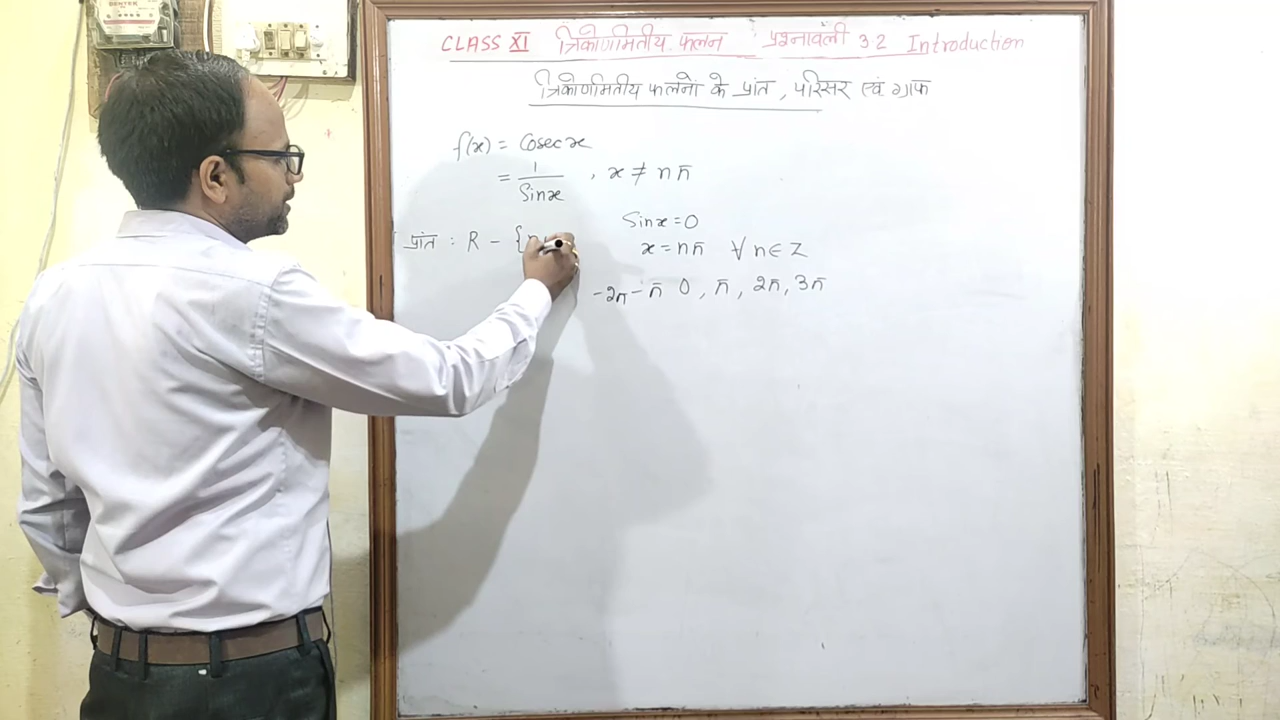 CLASS XI त्रिकोणमितीय फलन प्रश्नावली 3.2 Introduction
त्रिकोणमितीय फलनों के प्रांत, परिसर एवं ग्राफ
f(x) = Cosec x
= 1/Sinx , x ≠ nπ
Sinx = 0
प्रांत : R - {n
x = nπ ∀ n ∈ Z
-2π -π 0, π, 2π, 3π